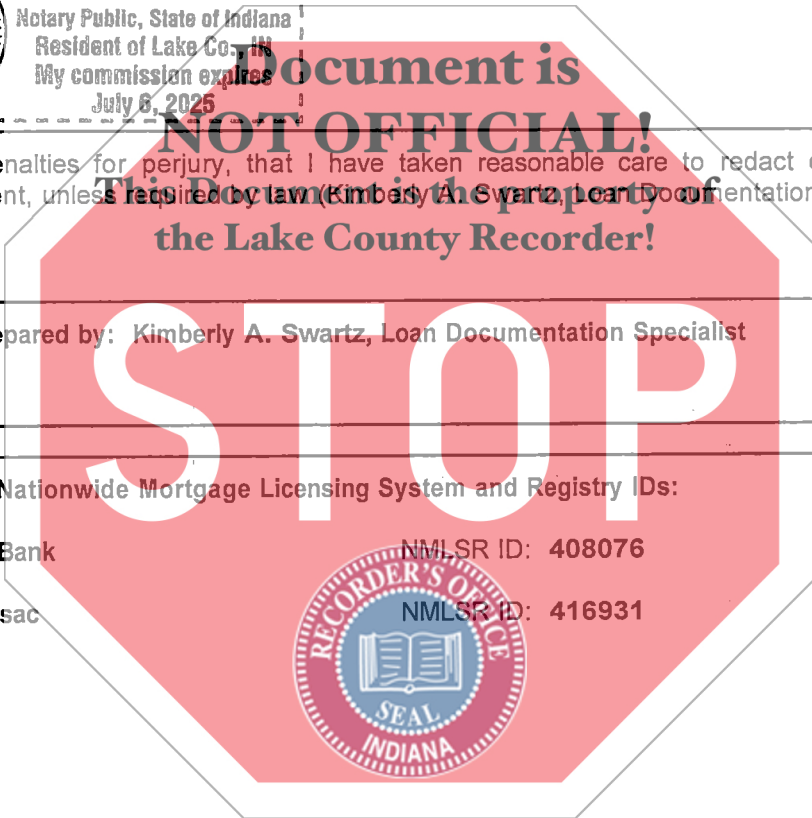 Notary Public, State of Indiana
Resident of Lake Co., IN
My commission expires
July 6, 2025
Document is
NOT OFFICIAL!
enalties for perjury, that I have taken reasonable care to redact
nt, unless required by law (Kimberly A. Swartz, Loan Documentation
This Document is the property of
the Lake County Recorder!
epared by: Kimberly A. Swartz, Loan Documentation Specialist
STOP
Nationwide Mortgage Licensing System and Registry IDs:
Bank NMLSR ID: 408076
sac NMLSR ID: 416931
RECORDER'S OFFICE
SEAL
INDIANA